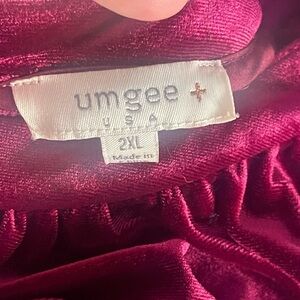 umgee +
USA
2XL
Made in